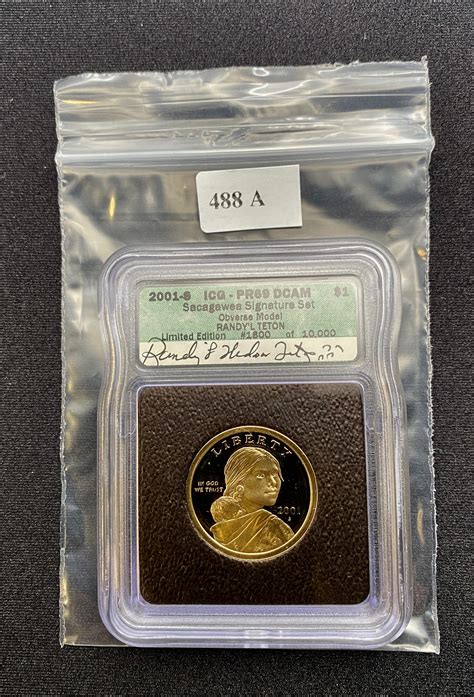 488 A
2001-S ICG - PR69 DCAM $1
Sacagawea Signature Set
Obverse Model
RANDY'L TETON
Limited Edition #1600 of 10,000
Randy'L
LIBERTY
IN GOD
WE TRUST
2001
S